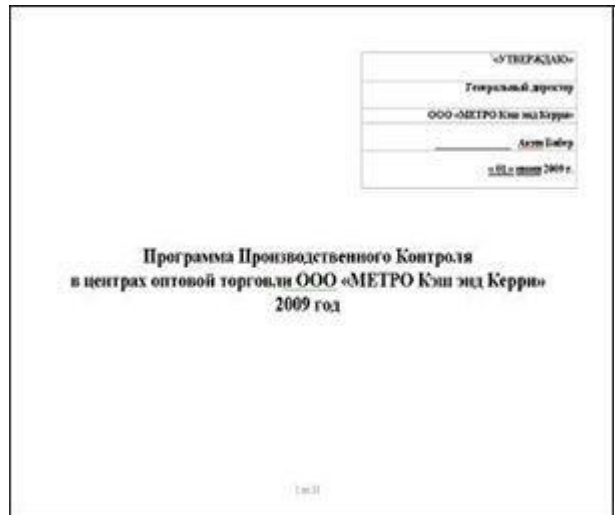 «УТВЕРЖДАЮ»
Генеральный директор
ООО «МЕТРО Кэш энд Керри»
Аксель Бабер
« 01 » июня 2009 г.
Программа Производственного Контроля
в центрах оптовой торговли ООО «МЕТРО Кэш энд Керри»
2009 год